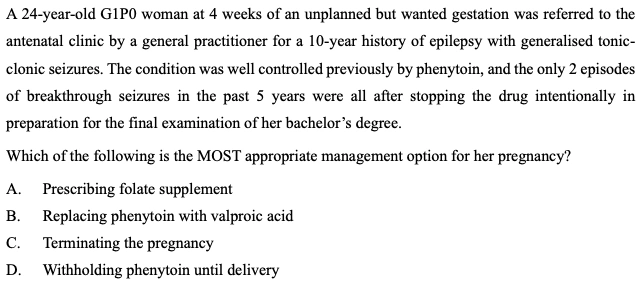 A 24-year-old G1P0 woman at 4 weeks of an unplanned but wanted gestation was referred to the
antenatal clinic by a general practitioner for a 10-year history of epilepsy with generalised tonic-
clonic seizures. The condition was well controlled previously by phenytoin, and the only 2 episodes
of breakthrough seizures in the past 5 years were all after stopping the drug intentionally in
preparation for the final examination of her bachelor’s degree.
Which of the following is the MOST appropriate management option for her pregnancy?
A. Prescribing folate supplement
B. Replacing phenytoin with valproic acid
C. Terminating the pregnancy
D. Withholding phenytoin until delivery